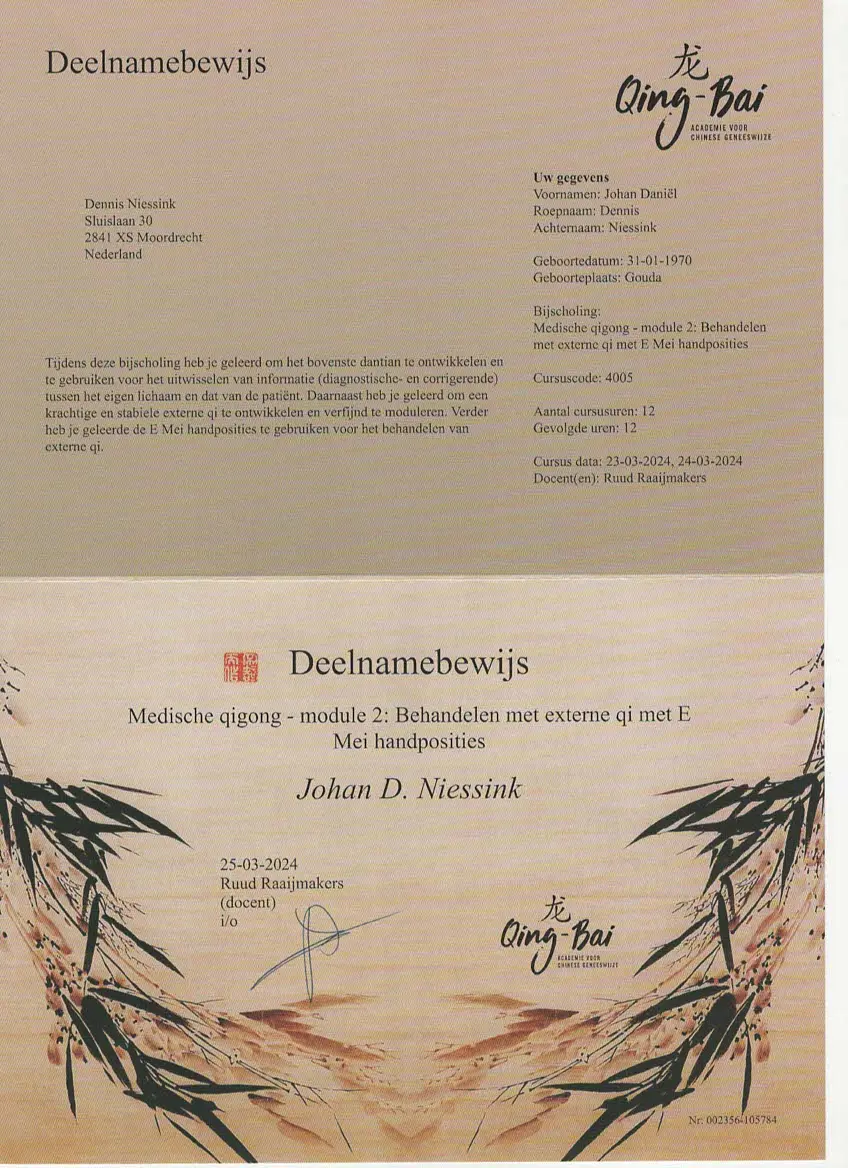 Deelnamebewijs
龙
Qing-Bai
ACADEMIE VOOR
CHINESE GENEESWIJZE
Dennis Niessink
Sluislaan 30
2841 XS Moordrecht
Nederland
Uw gegevens
Voornamen: Johan Daniël
Roepnaam: Dennis
Achternaam: Niessink
Geboortedatum: 31-01-1970
Geboorteplaats: Gouda
Bijscholing:
Medische qigong - module 2: Behandelen
met externe qi met E Mei handposities
Cursuscode: 4005
Aantal cursusuren: 12
Gevolgde uren: 12
Cursus data: 23-03-2024, 24-03-2024
Docent(en): Ruud Raaijmakers
Tijdens deze bijscholing heb je geleerd om het bovenste dantian te ontwikkelen en
te gebruiken voor het uitwisselen van informatie (diagnostische- en corrigerende)
tussen het eigen lichaam en dat van de patiënt. Daarnaast heb je geleerd om een
krachtige en stabiele externe qi te ontwikkelen en verfijnd te moduleren. Verder
heb je geleerde de E Mei handposities te gebruiken voor het behandelen van
externe qi.
Deelnamebewijs
Medische qigong - module 2: Behandelen met externe qi met E
Mei handposities
Johan D. Niessink
25-03-2024
Ruud Raaijmakers
(docent)
i/o
龙
Qing-Bai
ACADEMIE VOOR
CHINESE GENEESWIJZE
Nr: 002356-105784